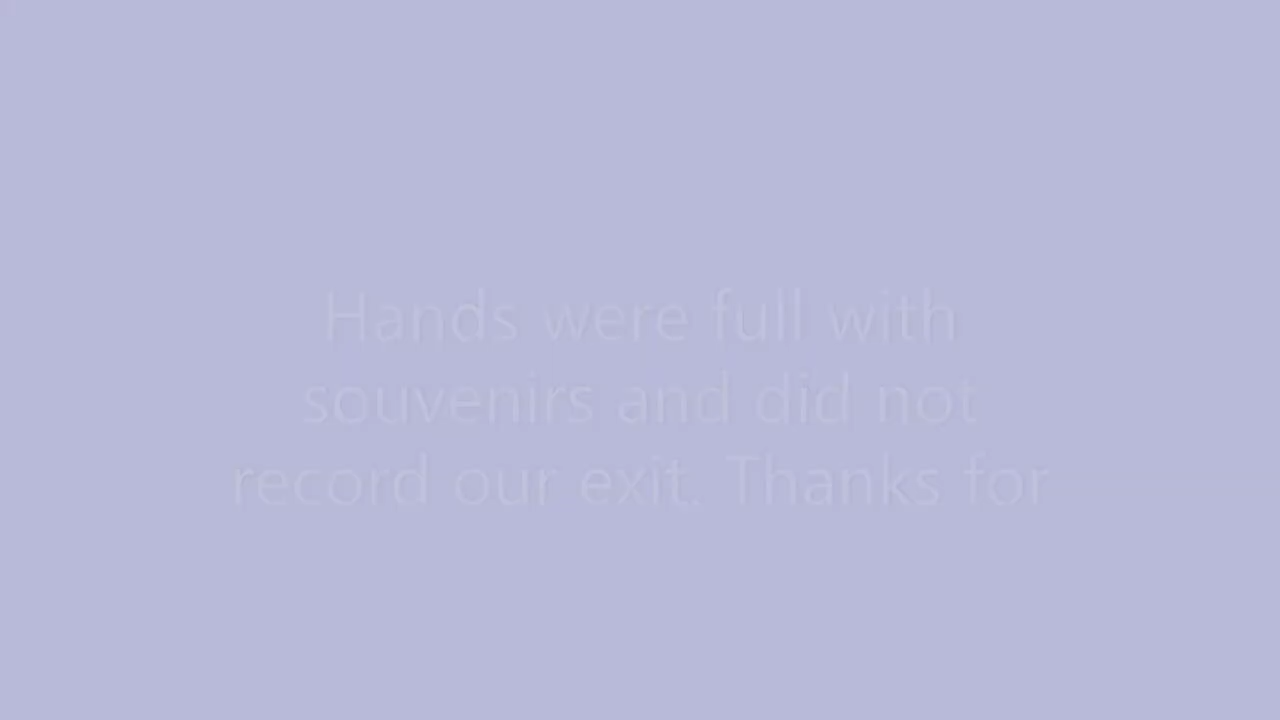 Hands were full with
souvenirs and did not
record our exit. Thanks for